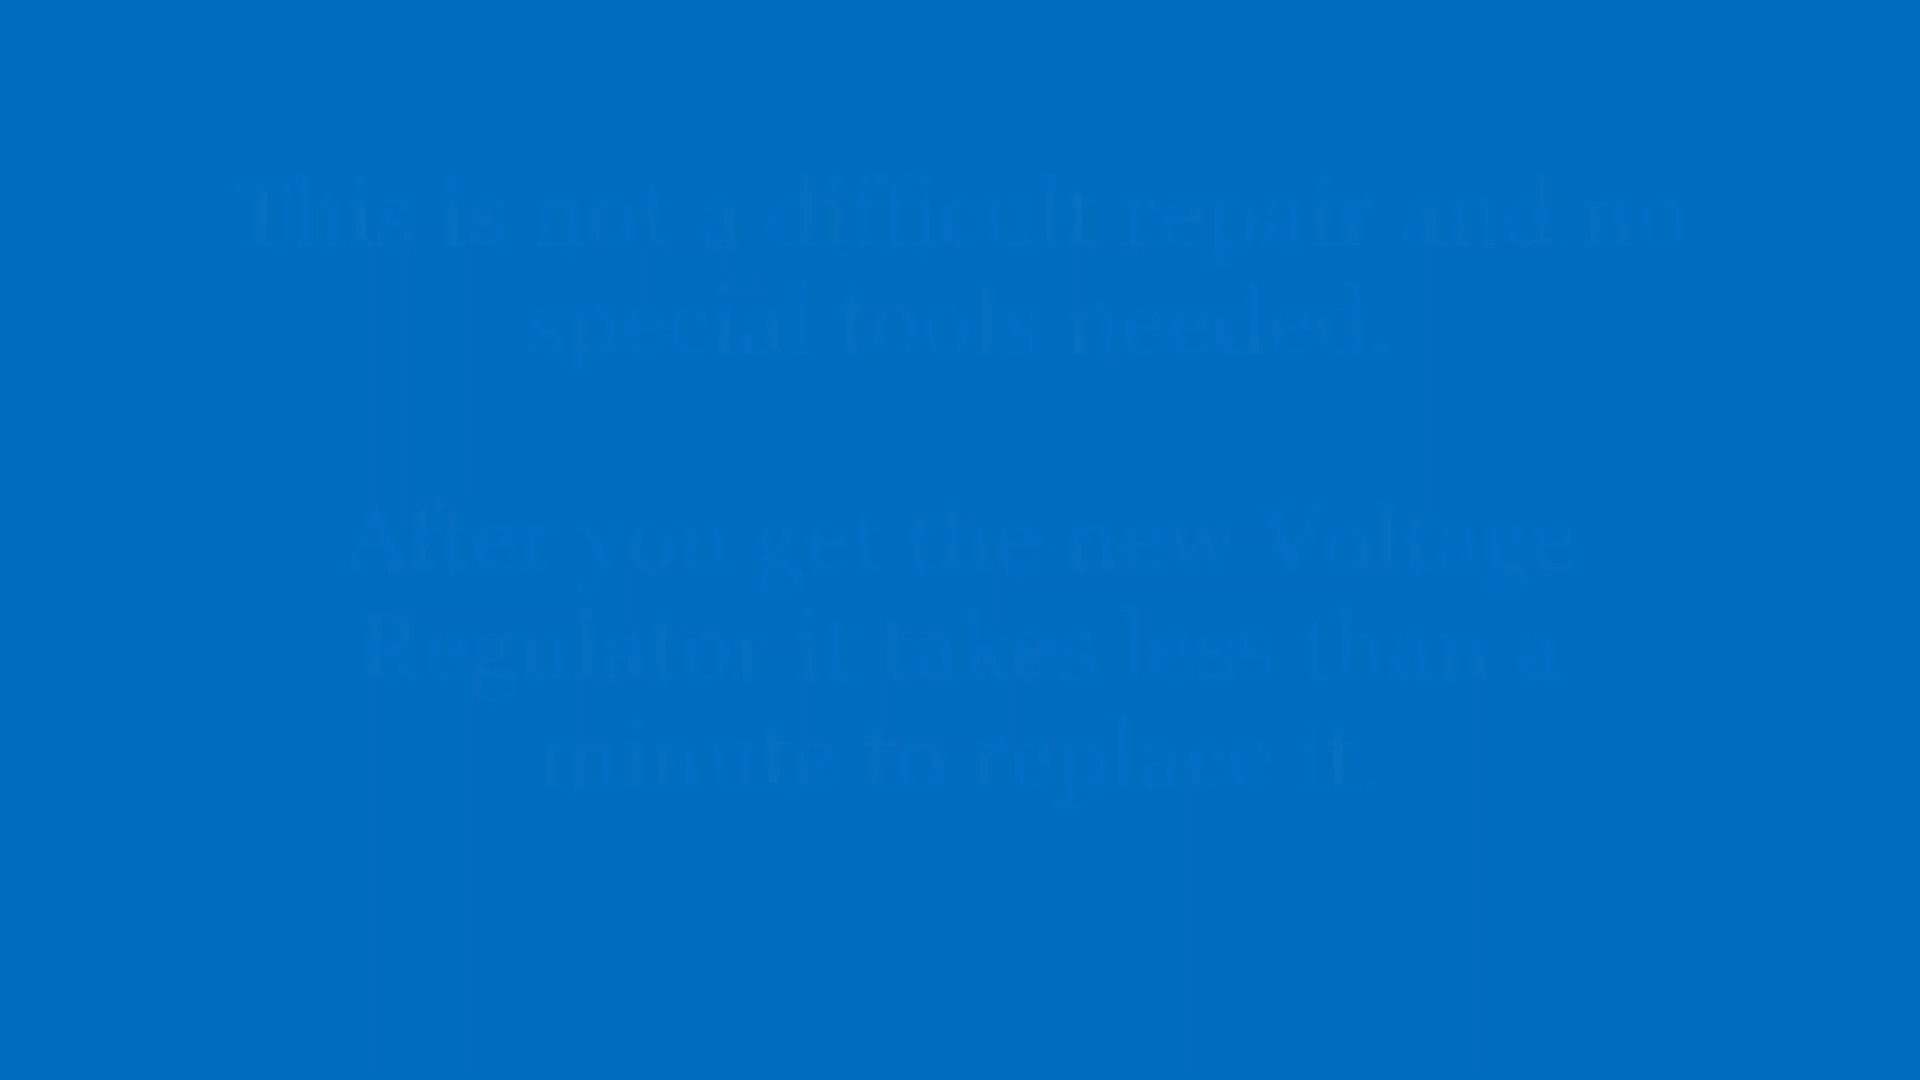 This is not a difficult repair and no
special tools needed.
After you get the new Voltage
Regulator it takes less than a
minute to replace it.